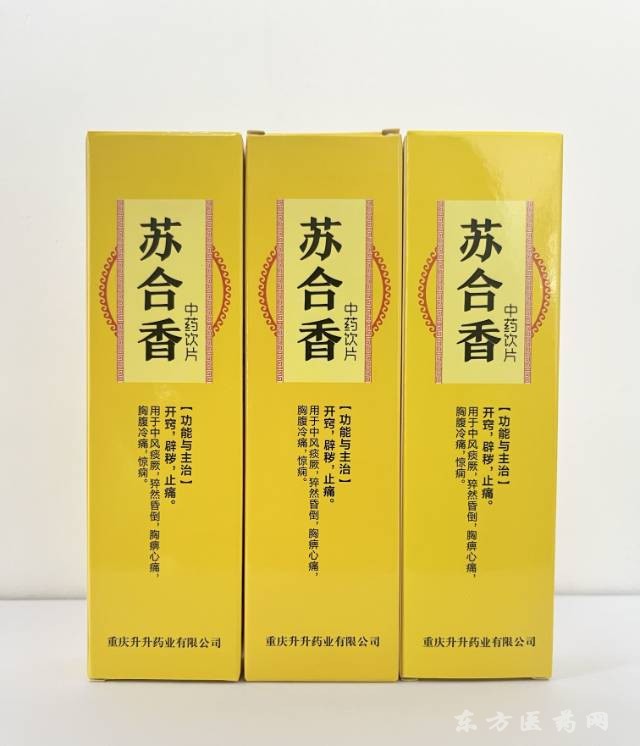 苏合香
中药饮片
【功能与主治】
开窍，辟秽，止痛。
用于中风痰厥，猝然昏倒，胸痹心痛，
胸腹冷痛，惊痫。
重庆升升药业有限公司
苏合香
中药饮片
【功能与主治】
开窍，辟秽，止痛。
用于中风痰厥，猝然昏倒，胸痹心痛，
胸腹冷痛，惊痫。
重庆升升药业有限公司
苏合香
中药饮片
【功能与主治】
开窍，辟秽，止痛。
用于中风痰厥，猝然昏倒，胸痹心痛，
胸腹冷痛，惊痫。
重庆升升药业有限公司
东方医药网